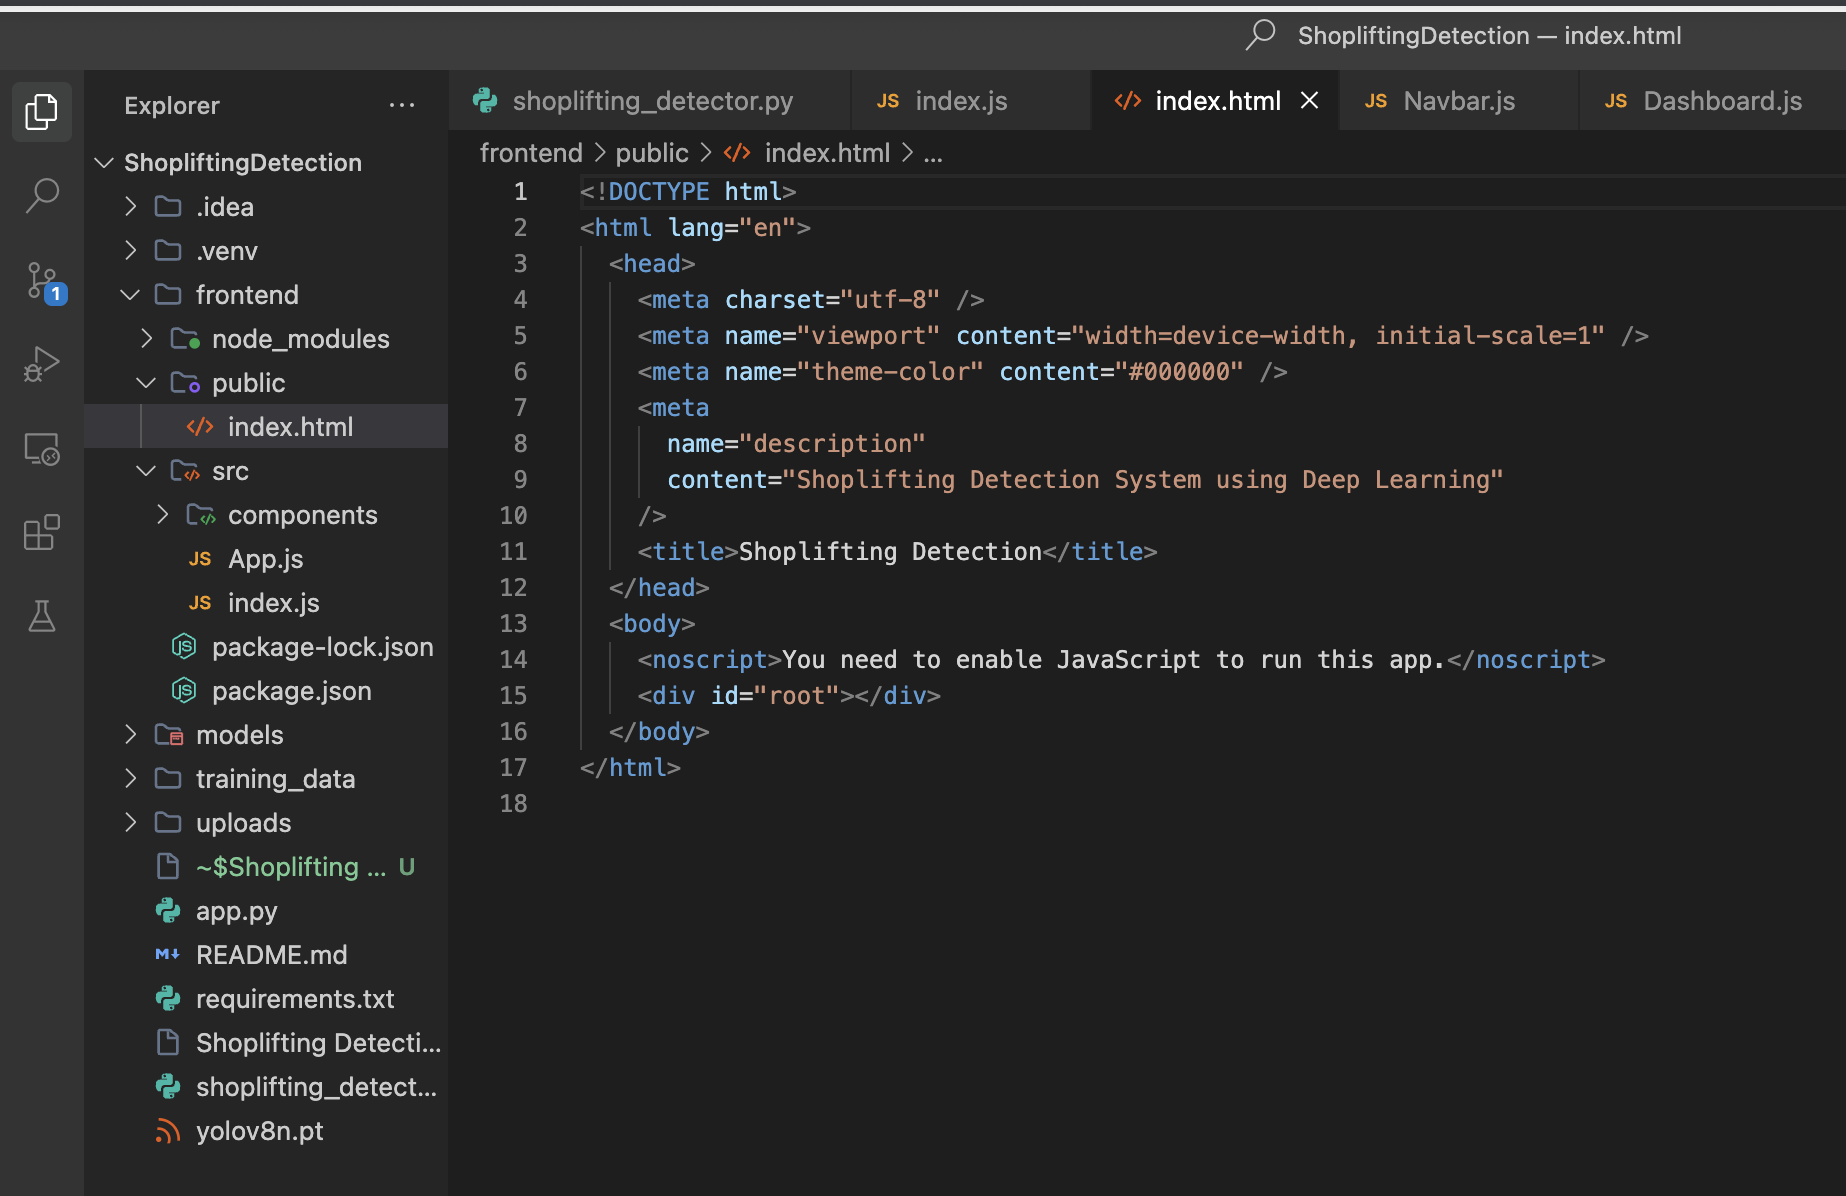 ShopliftingDetection — index.html
Explorer ...
shoplifting_detector.py JS index.js </> index.html JS Navbar.js JS Dashboard.js
frontend > public > </> index.html > ...
ShopliftingDetection
.idea
.venv
frontend
node_modules
public
</> index.html
src
components
JS App.js
JS index.js
JS package-lock.json
JS package.json
models
training_data
uploads
~$Shoplifting ... U
app.py
M↓ README.md
requirements.txt
Shoplifting Detecti...
shoplifting_detect...
yolov8n.pt
1
1 <!DOCTYPE html>
2 <html lang="en">
3 <head>
4 <meta charset="utf-8" />
5 <meta name="viewport" content="width=device-width, initial-scale=1" />
6 <meta name="theme-color" content="#000000" />
7 <meta
8 name="description"
9 content="Shoplifting Detection System using Deep Learning"
10 />
11 <title>Shoplifting Detection</title>
12 </head>
13 <body>
14 <noscript>You need to enable JavaScript to run this app.</noscript>
15 <div id="root"></div>
16 </body>
17 </html>
18